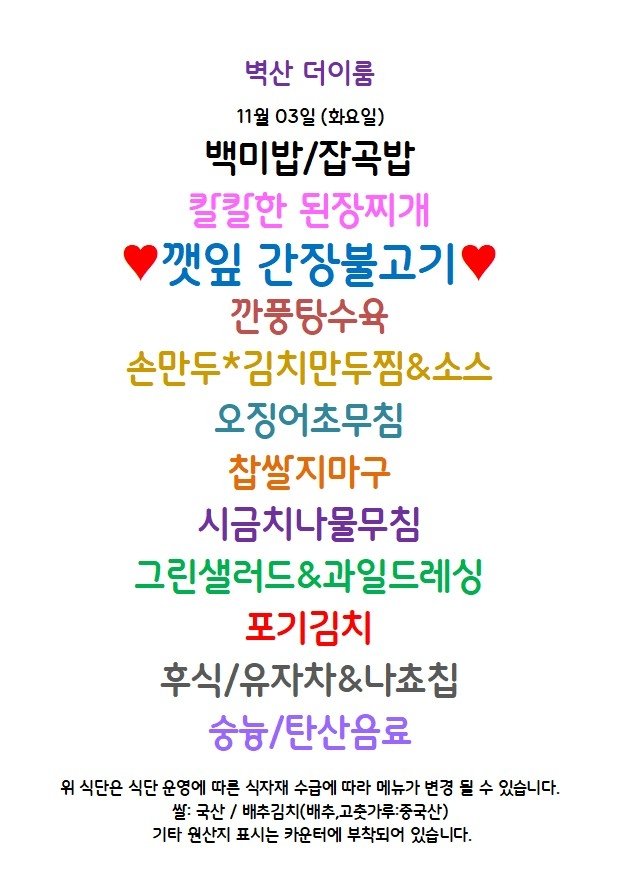 벽산 더이룸
11월 03일 (화요일)
백미밥/잡곡밥
칼칼한 된장찌개
♥깻잎 간장불고기♥
깐풍탕수육
손만두*김치만두찜&소스
오징어초무침
찹쌀지마구
시금치나물무침
그린샐러드&과일드레싱
포기김치
후식/유자차&나쵸칩
숭늉/탄산음료
위 식단은 식단 운영에 따른 식자재 수급에 따라 메뉴가 변경 될 수 있습니다.
쌀: 국산 / 배추김치(배추,고춧가루:중국산)
기타 원산지 표시는 카운터에 부착되어 있습니다.